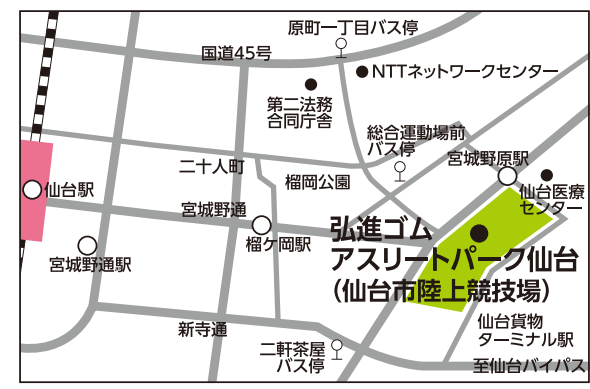 原町一丁目バス停
国道45号
NTTネットワークセンター
第二法務
合同庁舎
総合運動場前
バス停
宮城野原駅
二十人町
榴岡公園
仙台駅
仙台医療
センター
宮城野通
榴ケ岡駅
弘進ゴム
アスリートパーク仙台
(仙台市陸上競技場)
宮城野通駅
新寺通
仙台貨物
ターミナル駅
二軒茶屋
バス停
至仙台バイパス